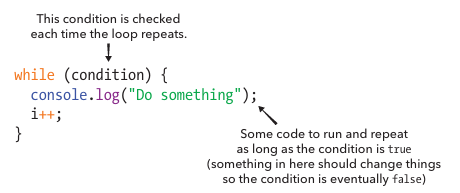 This condition is checked
each time the loop repeats.
while (condition) {
  console.log("Do something");
  i++;
}
Some code to run and repeat
as long as the condition is true
(something in here should change things
so the condition is eventually false)